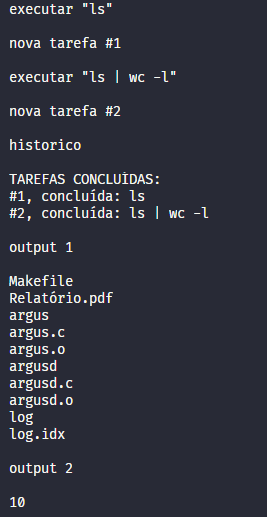 executar "ls"
nova tarefa #1
executar "ls | wc -l"
nova tarefa #2
historico
TAREFAS CONCLUÍDAS:
#1, concluída: ls
#2, concluída: ls | wc -l
output 1
Makefile
Relatório.pdf
argus
argus.c
argus.o
argusd
argusd.c
argusd.o
log
log.idx
output 2
10